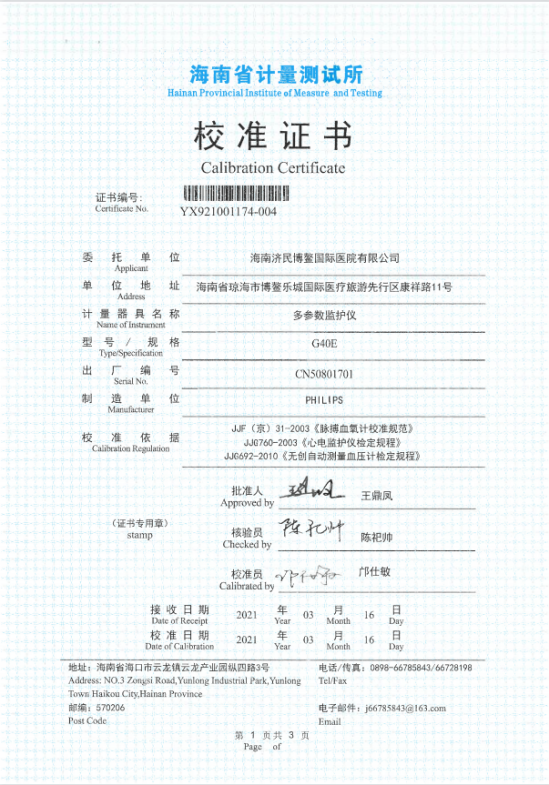 海南省计量测试所
Hainan Provincial Institute of Measure and Testing
校准证书
Calibration Certificate
证书编号:
Certificate No. YX921001174-004
委托单位 海南济民博鳌国际医院有限公司
Applicant
单位地址 海南省琼海市博鳌乐城国际医疗旅游先行区康祥路11号
Address
计量器具名称 多参数监护仪
Name of Instrument
型号/规格 G40E
Type/Specification
出厂编号 CN50801701
Serial No.
制造单位 PHILIPS
Manufacturer
JJF（京）31-2003《脉搏血氧计校准规范》
校准依据 JJG760-2003《心电监护仪检定规程》
Calibration Regulation JJG692-2010《无创自动测量血压计检定规程》
批准人 王鼎凤
Approved by
（证书专用章） 核验员 陈祀帅 陈祀帅
stamp Checked by
校准员 邝仕敏 邝仕敏
Calibrated by
接收日期 2021 年 03 月 16 日
Date of Receipt Year Month Day
校准日期 2021 年 03 月 16 日
Date of Calibration Year Month Day
地址：海南省海口市云龙镇云龙产业园纵四路3号 电话/传真：0898-66785843/66728198
Address: NO.3 Zongsi Road,Yunlong Industrial Park,Yunlong Tel/Fax
Town Haikou City,Hainan Province
邮编：570206 电子邮件：j66785843@163.com
Post Code Email
第 1 页共 3 页
Page of